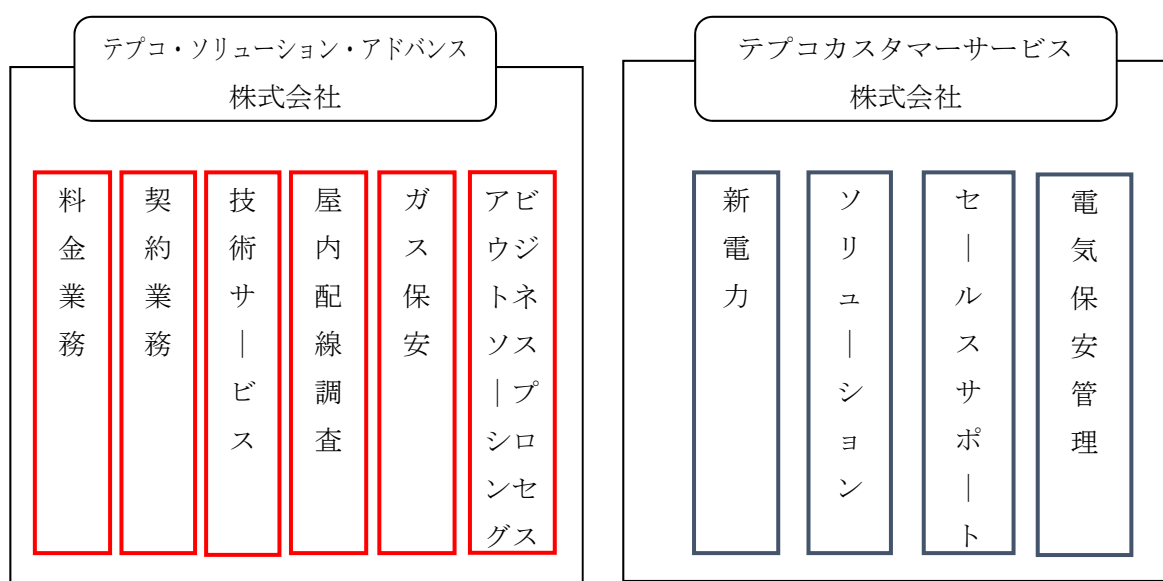 テプコ・ソリューション・アドバンス
株式会社
料金業務
契約業務
技術サービス
屋内配線調査
ガス保安
ビジネスプロセス
アウトソーシング
テプコカスタマーサービス
株式会社
新電力
ソリューション
セールスサポート
電気保安管理